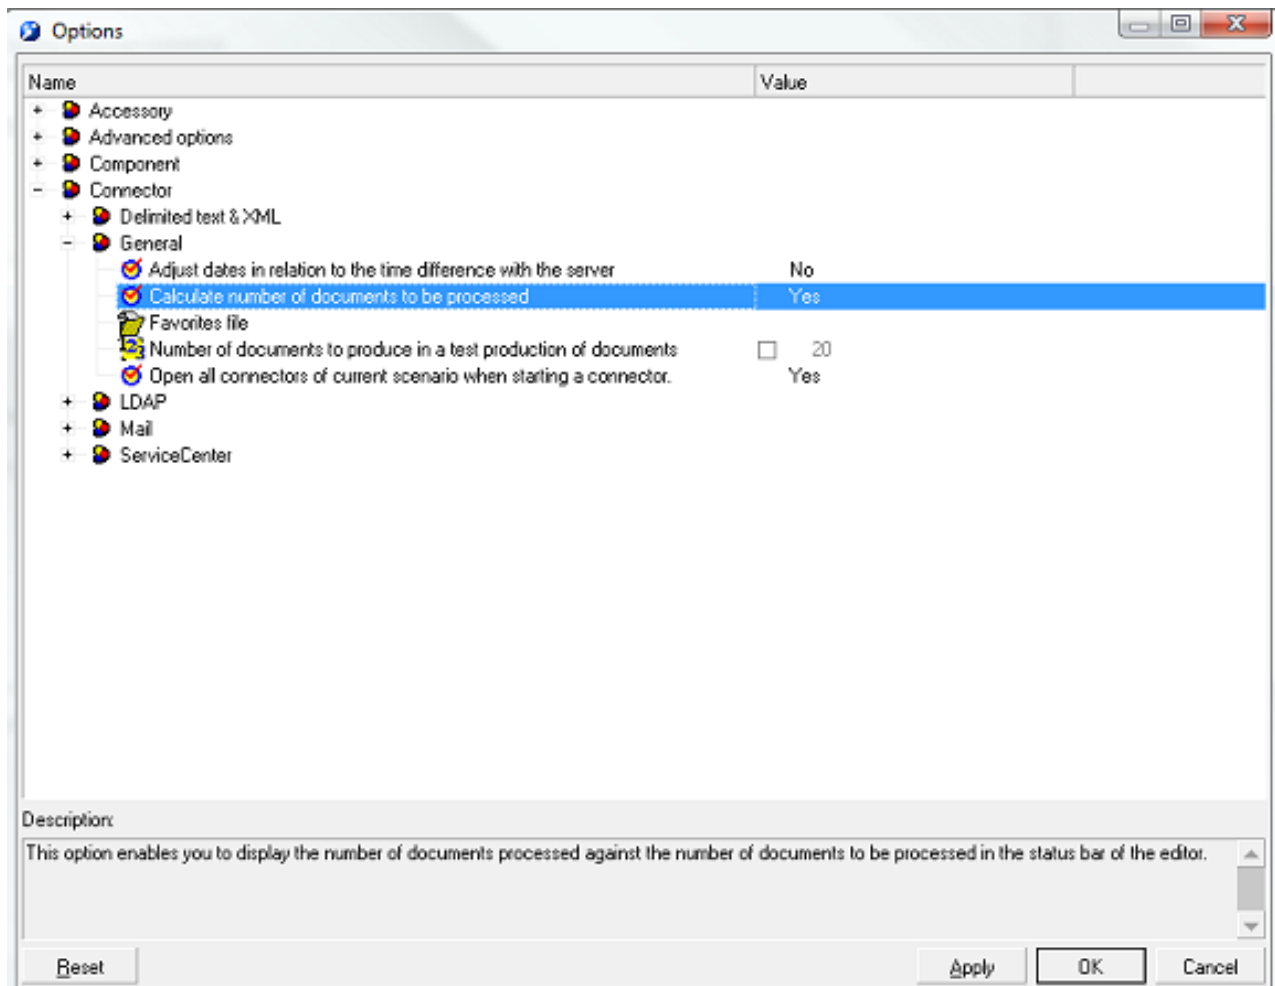 Options
Name Value
Accessory
Advanced options
Component
Connector
Delimited text & XML
General
Adjust dates in relation to the time difference with the server No
Calculate number of documents to be processed Yes
Favorites file
Number of documents to produce in a test production of documents 20
Open all connectors of current scenario when starting a connector. Yes
LDAP
Mail
ServiceCenter
Description:
This option enables you to display the number of documents processed against the number of documents to be processed in the status bar of the editor.
Reset Apply OK Cancel